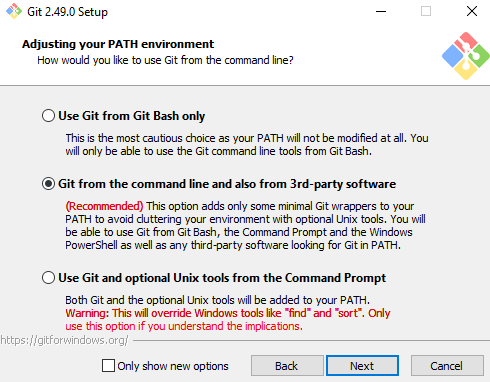 Git 2.49.0 Setup
Adjusting your PATH environment
How would you like to use Git from the command line?
Use Git from Git Bash only
This is the most cautious choice as your PATH will not be modified at all. You
will only be able to use the Git command line tools from Git Bash.
Git from the command line and also from 3rd-party software
(Recommended) This option adds only some minimal Git wrappers to your
PATH to avoid cluttering your environment with optional Unix tools. You will
be able to use Git from Git Bash, the Command Prompt and the Windows
PowerShell as well as any third-party software looking for Git in PATH.
Use Git and optional Unix tools from the Command Prompt
Both Git and the optional Unix tools will be added to your PATH.
Warning: This will override Windows tools like "find" and "sort". Only
use this option if you understand the implications.
https://gitforwindows.org/
Only show new options
Back
Next
Cancel